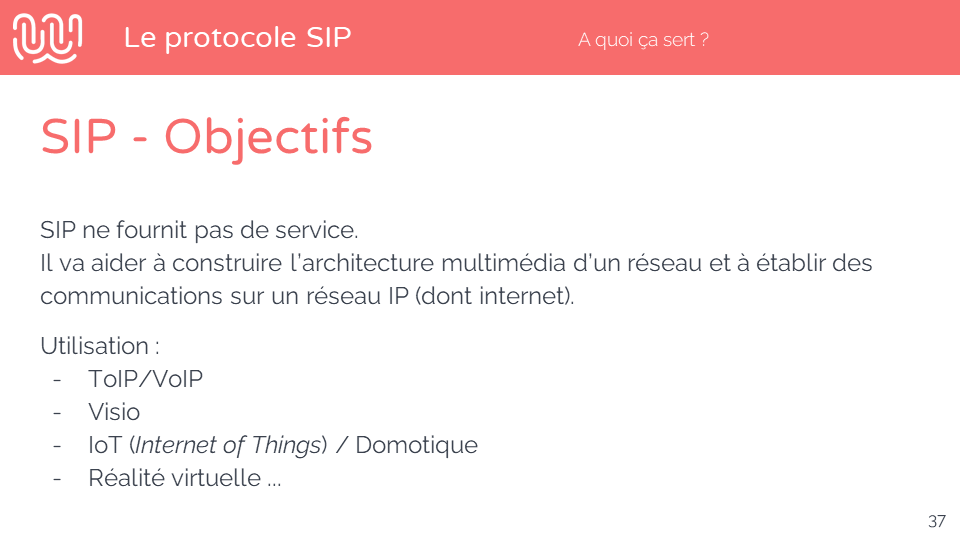 Le protocole SIP
A quoi ça sert ?
SIP - Objectifs
SIP ne fournit pas de service.
Il va aider à construire l’architecture multimédia d’un réseau et à établir des
communications sur un réseau IP (dont internet).
Utilisation :
- ToIP/VoIP
- Visio
- IoT (Internet of Things) / Domotique
- Réalité virtuelle ...
37